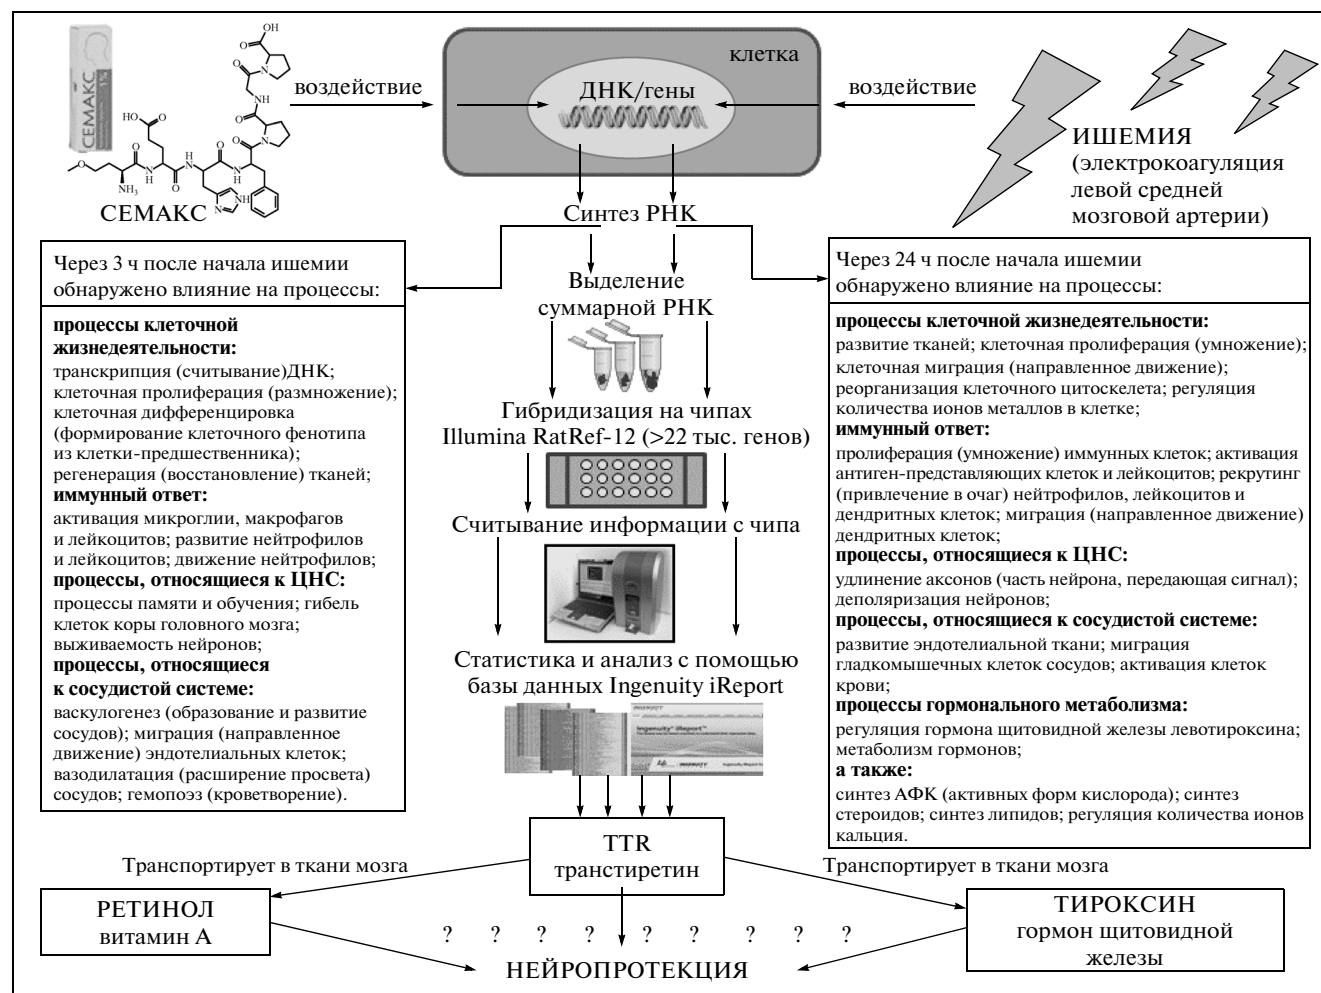 СЕМАКС
1%
OH
O
N
O
NH
O
N
O
HO
O
O
O
NH3
N
H
O
H
N
O
N
H
N
NH
СЕМАКС
воздействие
клетка
ДНК/гены
воздействие
ИШЕМИЯ
(электрокоагуляция
левой средней
мозговой артерии)
Синтез РНК
Выделение
суммарной РНК
Гибридизация на чипах
Illumina RatRef-12 (>22 тыс. генов)
Считывание информации с чипа
Статистика и анализ с помощью
базы данных Ingenuity iReport
INGENUITY
Ingenuity iReport
INGENUITY
Через 3 ч после начала ишемии
обнаружено влияние на процессы:
процессы клеточной
жизнедеятельности:
транскрипция (считывание)ДНК;
клеточная пролиферация (размножение);
клеточная дифференцировка
(формирование клеточного фенотипа
из клетки-предшественника);
регенерация (восстановление) тканей;
иммунный ответ:
активация микроглии, макрофагов
и лейкоцитов; развитие нейтрофилов
и лейкоцитов; движение нейтрофилов;
процессы, относящиеся к ЦНС:
процессы памяти и обучения; гибель
клеток коры головного мозга;
выживаемость нейронов;
процессы, относящиеся
к сосудистой системе:
васкулогенез (образование и развитие
сосудов); миграция (направленное
движение) эндотелиальных клеток;
вазодилатация (расширение просвета)
сосудов; гемопоэз (кроветворение).
Через 24 ч после начала ишемии
обнаружено влияние на процессы:
процессы клеточной жизнедеятельности:
развитие тканей; клеточная пролиферация (умножение);
клеточная миграция (направленное движение);
реорганизация клеточного цитоскелета; регуляция
количества ионов металлов в клетке;
иммунный ответ:
пролиферация (умножение) иммунных клеток; активация
антиген-представляющих клеток и лейкоцитов; рекрутинг
(привлечение в очаг) нейтрофилов, лейкоцитов и
дендритных клеток; миграция (направленное движение)
дендритных клеток;
процессы, относящиеся к ЦНС:
удлинение аксонов (часть нейрона, передающая сигнал);
деполяризация нейронов;
процессы, относящиеся к сосудистой системе:
развитие эндотелиальной ткани; миграция
гладкомышечных клеток сосудов; активация клеток
крови;
процессы гормонального метаболизма:
регуляция гормона щитовидной железы левотироксина;
метаболизм гормонов;
а также:
синтез АФК (активных форм кислорода); синтез
стероидов; синтез липидов; регуляция количества ионов
кальция.
TTR
транстиретин
Транспортирует в ткани мозга
Транспортирует в ткани мозга
РЕТИНОЛ
витамин А
ТИРОКСИН
гормон щитовидной
железы
? ? ? ? ? ? ? ? ?
НЕЙРОПРОТЕКЦИЯ